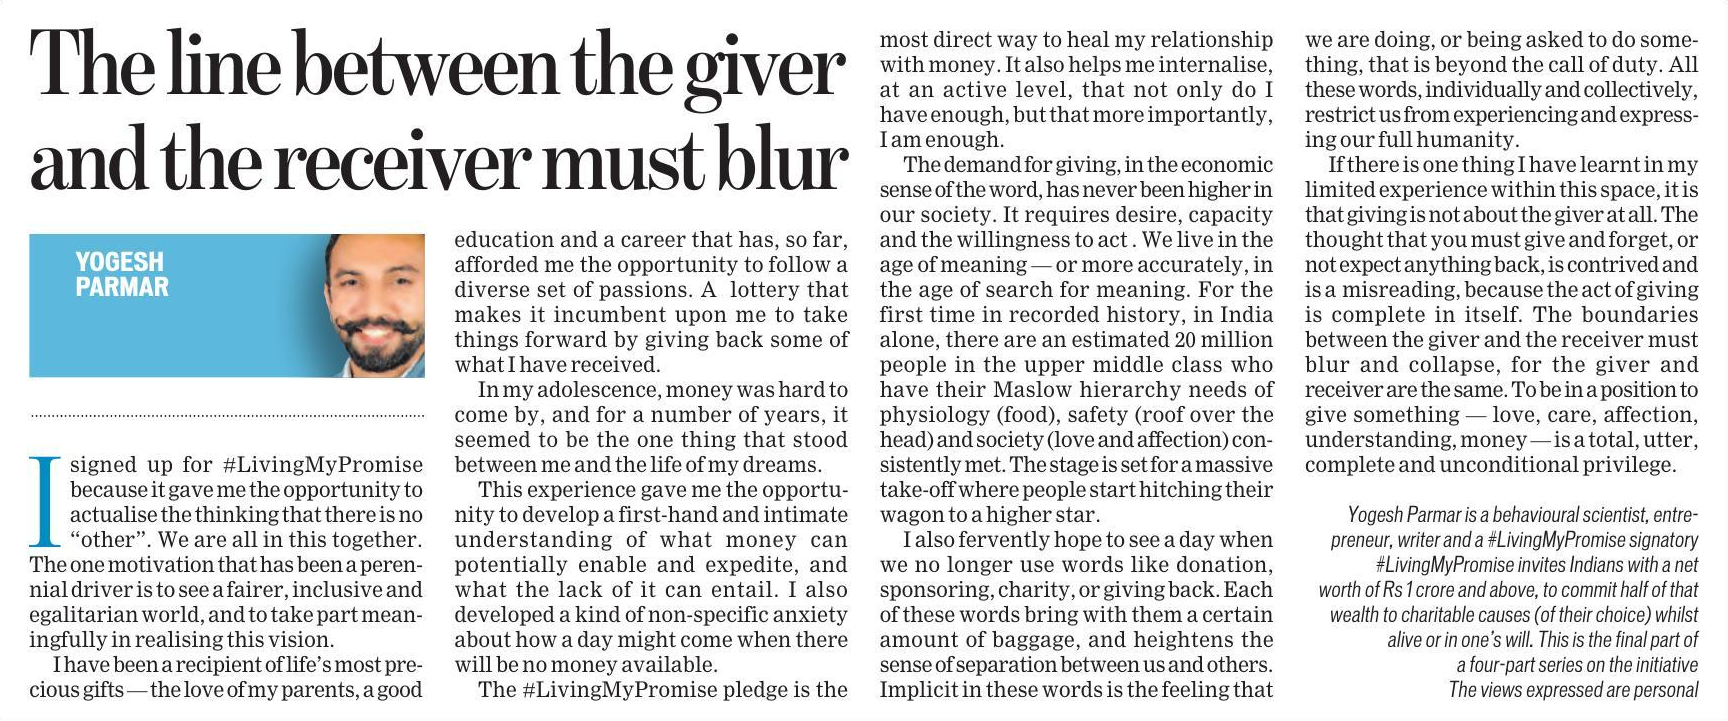 The line between the giver
and the receiver must blur
YOGESH
PARMAR
I signed up for #LivingMyPromise
because it gave me the opportunity to
actualise the thinking that there is no
“other”. We are all in this together.
The one motivation that has been a peren-
nial driver is to see a fairer, inclusive and
egalitarian world, and to take part mean-
ingfully in realising this vision.
I have been a recipient of life’s most pre-
cious gifts — the love of my parents, a good
education and a career that has, so far,
afforded me the opportunity to follow a
diverse set of passions. A lottery that
makes it incumbent upon me to take
things forward by giving back some of
what I have received.
In my adolescence, money was hard to
come by, and for a number of years, it
seemed to be the one thing that stood
between me and the life of my dreams.
This experience gave me the opportu-
nity to develop a first-hand and intimate
understanding of what money can
potentially enable and expedite, and
what the lack of it can entail. I also
developed a kind of non-specific anxiety
about how a day might come when there
will be no money available.
The #LivingMyPromise pledge is the
most direct way to heal my relationship
with money. It also helps me internalise,
at an active level, that not only do I
have enough, but that more importantly,
I am enough.
The demand for giving, in the economic
sense of the word, has never been higher in
our society. It requires desire, capacity
and the willingness to act . We live in the
age of meaning — or more accurately, in
the age of search for meaning. For the
first time in recorded history, in India
alone, there are an estimated 20 million
people in the upper middle class who
have their Maslow hierarchy needs of
physiology (food), safety (roof over the
head) and society (love and affection) con-
sistently met. The stage is set for a massive
take-off where people start hitching their
wagon to a higher star.
I also fervently hope to see a day when
we no longer use words like donation,
sponsoring, charity, or giving back. Each
of these words bring with them a certain
amount of baggage, and heightens the
sense of separation between us and others.
Implicit in these words is the feeling that
we are doing, or being asked to do some-
thing, that is beyond the call of duty. All
these words, individually and collectively,
restrict us from experiencing and express-
ing our full humanity.
If there is one thing I have learnt in my
limited experience within this space, it is
that giving is not about the giver at all. The
thought that you must give and forget, or
not expect anything back, is contrived and
is a misreading, because the act of giving
is complete in itself. The boundaries
between the giver and the receiver must
blur and collapse, for the giver and
receiver are the same. To be in a position to
give something — love, care, affection,
understanding, money — is a total, utter,
complete and unconditional privilege.
Yogesh Parmar is a behavioural scientist, entre-
preneur, writer and a #LivingMyPromise signatory
#LivingMyPromise invites Indians with a net
worth of Rs 1 crore and above, to commit half of that
wealth to charitable causes (of their choice) whilst
alive or in one’s will. This is the final part of
a four-part series on the initiative
The views expressed are personal